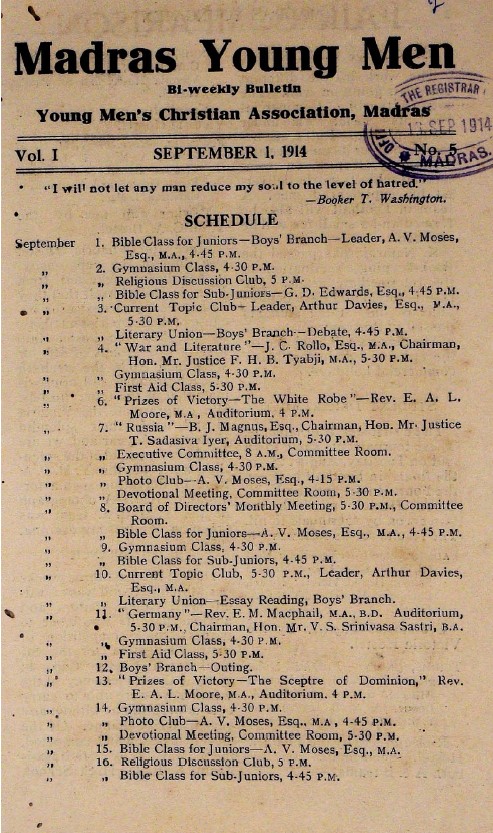 Madras Young Men
Bi-weekly Bulletin
Young Men's Christian Association, Madras
THE REGISTRAR
SEP 1914
MADRAS.
Vol. I SEPTEMBER 1, 1914 No. 5
"I will not let any man reduce my soul to the level of hatred."
—Booker T. Washington.
SCHEDULE
September 1. Bible Class for Juniors—Boys' Branch—Leader, A. V. Moses,
Esq., M.A., 4-45 P.M.
„ 2. Gymnasium Class, 4-30 P.M.
„ „ Religious Discussion Club, 5 P.M.
„ „ Bible Class for Sub-Juniors—G. D. Edwards, Esq., 4-45 P.M.
„ 3. Current Topic Club—Leader, Arthur Davies, Esq., M.A.,
5-30 P.M.
„ „ Literary Union—Boys' Branch—Debate, 4-45 P.M.
„ 4. "War and Literature"—J. C. Rollo, Esq., M.A., Chairman,
Hon. Mr. Justice F. H. B. Tyabji, M.A., 5-30 P.M.
„ „ Gymnasium Class, 4-30 P.M.
„ „ First Aid Class, 5-30 P.M.
„ 6. "Prizes of Victory—The White Robe"—Rev. E. A. L.
Moore, M.A., Auditorium, 4 P.M.
„ 7. "Russia"—B. J. Magnus, Esq., Chairman, Hon. Mr. Justice
T. Sadasiva Iyer, Auditorium, 5-30 P.M.
„ „ Executive Committee, 8 A.M., Committee Room.
„ „ Gymnasium Class, 4-30 P.M.
„ „ Photo Club—A. V. Moses, Esq., 4-15 P.M.
„ „ Devotional Meeting, Committee Room, 5-30 P.M.
„ 8. Board of Directors' Monthly Meeting, 5-30 P.M., Committee
Room.
„ „ Bible Class for Juniors—A. V. Moses, Esq., M.A., 4-45 P.M.
„ 9. Gymnasium Class, 4-30 P.M.
„ „ Bible Class for Sub-Juniors, 4-45 P.M.
„ 10. Current Topic Club, 5-30 P.M., Leader, Arthur Davies,
Esq., M.A.
„ „ Literary Union—Essay Reading, Boys' Branch.
„ 11. "Germany"—Rev. E. M. Macphail, M.A., B.D. Auditorium,
5-30 P.M., Chairman, Hon. Mr. V. S. Srinivasa Sastri, B.A.
„ „ Gymnasium Class, 4-30 P.M.
„ „ First Aid Class, 5-30 P.M.
„ 12. Boys' Branch—Outing.
„ 13. "Prizes of Victory—The Sceptre of Dominion," Rev.
E. A. L. Moore, M.A., Auditorium, 4 P.M.
„ 14. Gymnasium Class, 4-30 P.M.
„ „ Photo Club—A. V. Moses, Esq., M.A., 4-45 P.M.
„ „ Devotional Meeting, Committee Room, 5-30 P.M.
„ 15. Bible Class for Juniors—A. V. Moses, Esq., M.A.
„ 16. Religious Discussion Club, 5 P.M.
„ „ Bible Class for Sub-Juniors, 4-45 P.M.